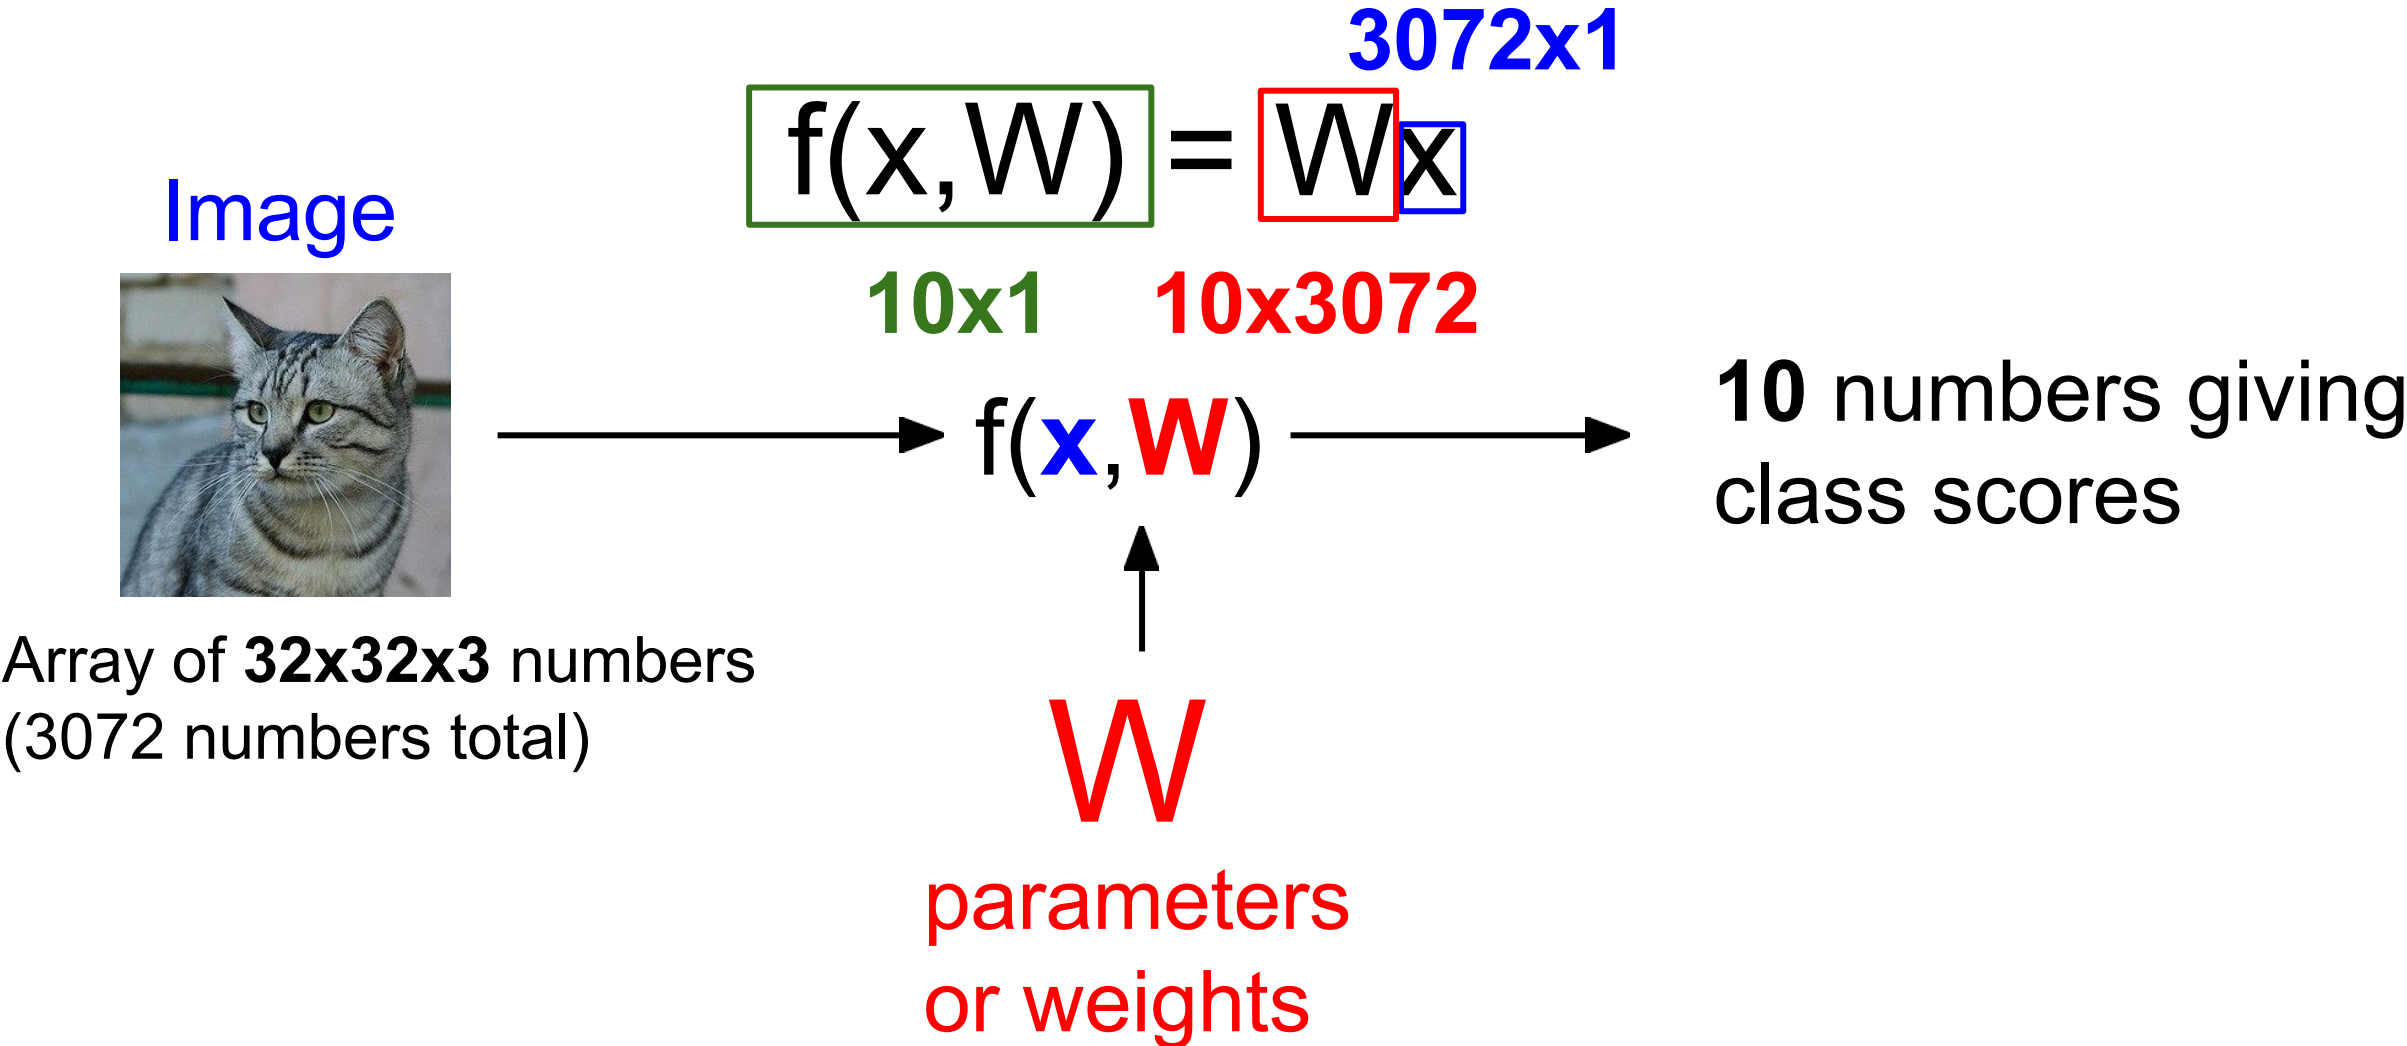 3072x1
f(x,W) = Wx
Image
10x1 10x3072
f(x,W)
10 numbers giving
class scores
Array of 32x32x3 numbers
(3072 numbers total)
W
parameters
or weights